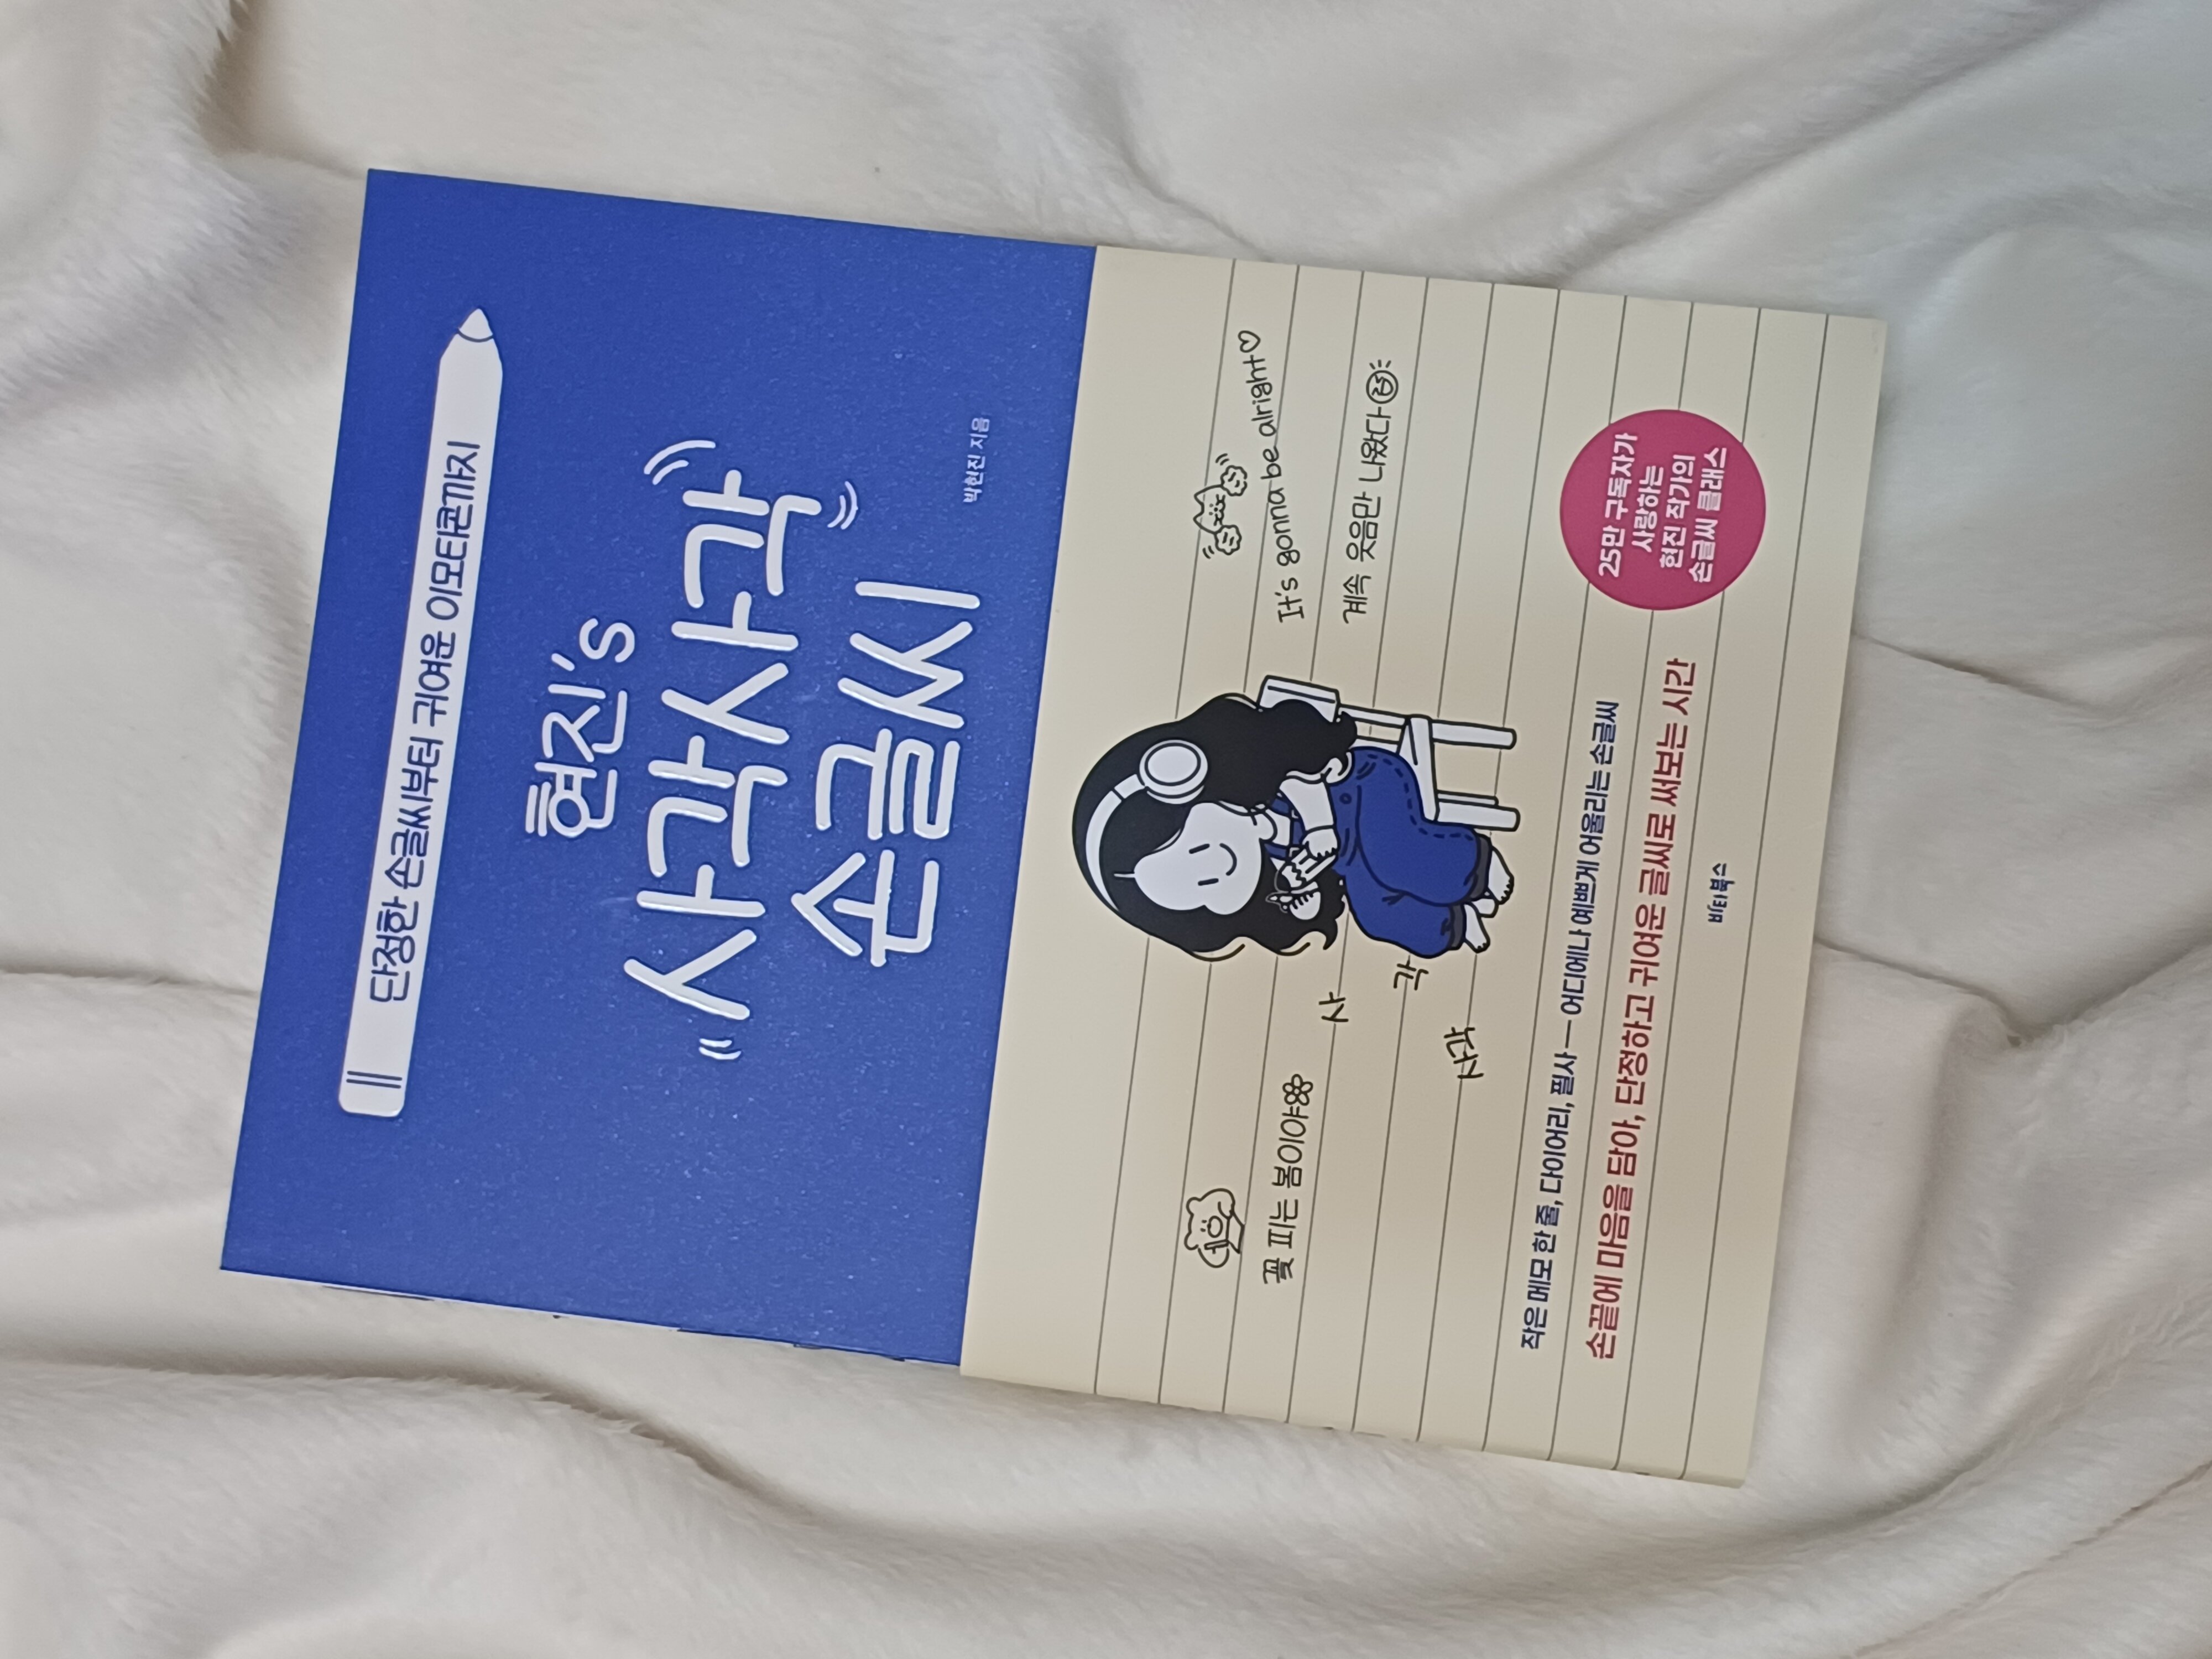 단정한 손글씨부터 귀여운 이모티콘까지
현진's
사각사각
손글씨
박현진 지음
It's gonna be alright♡
계속 웃음만 나왔다
꽃 피는 봄이야
사
각
사각
25만 구독자가
사랑하는
현진 작가의
손글씨 클래스
작은 메모 한 줄, 다이어리, 필사 — 어디에나 예쁘게 어울리는 손글씨
손끝에 마음을 담아, 단정하고 귀여운 글씨로 써보는 시간
비타북스